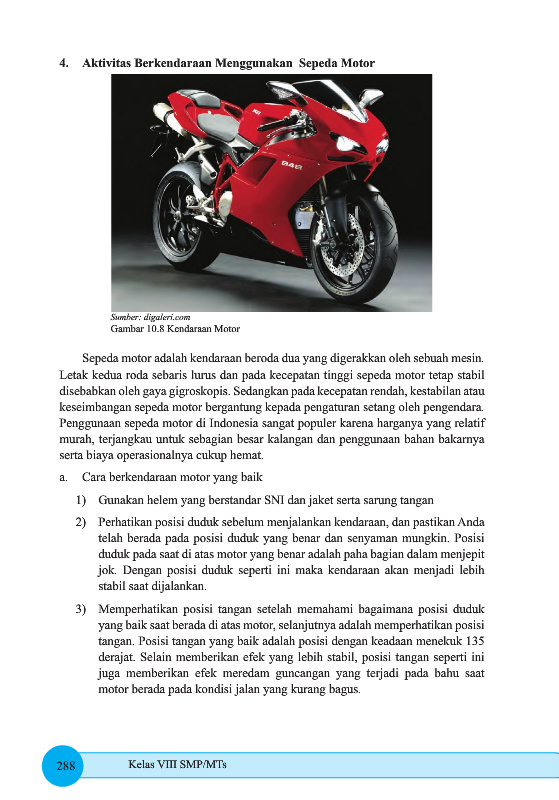 4. Aktivitas Berkendaraan Menggunakan Sepeda Motor
848
Sumber: digaleri.com
Gambar 10.8 Kendaraan Motor
Sepeda motor adalah kendaraan beroda dua yang digerakkan oleh sebuah mesin.
Letak kedua roda sebaris lurus dan pada kecepatan tinggi sepeda motor tetap stabil
disebabkan oleh gaya gigroskopis. Sedangkan pada kecepatan rendah, kestabilan atau
keseimbangan sepeda motor bergantung kepada pengaturan setang oleh pengendara.
Penggunaan sepeda motor di Indonesia sangat populer karena harganya yang relatif
murah, terjangkau untuk sebagian besar kalangan dan penggunaan bahan bakarnya
serta biaya operasionalnya cukup hemat.
a. Cara berkendaraan motor yang baik
1) Gunakan helem yang berstandar SNI dan jaket serta sarung tangan
2) Perhatikan posisi duduk sebelum menjalankan kendaraan, dan pastikan Anda
telah berada pada posisi duduk yang benar dan senyaman mungkin. Posisi
duduk pada saat di atas motor yang benar adalah paha bagian dalam menjepit
jok. Dengan posisi duduk seperti ini maka kendaraan akan menjadi lebih
stabil saat dijalankan.
3) Memperhatikan posisi tangan setelah memahami bagaimana posisi duduk
yang baik saat berada di atas motor, selanjutnya adalah memperhatikan posisi
tangan. Posisi tangan yang baik adalah posisi dengan keadaan menekuk 135
derajat. Selain memberikan efek yang lebih stabil, posisi tangan seperti ini
juga memberikan efek meredam guncangan yang terjadi pada bahu saat
motor berada pada kondisi jalan yang kurang bagus.
288 Kelas VIII SMP/MTs